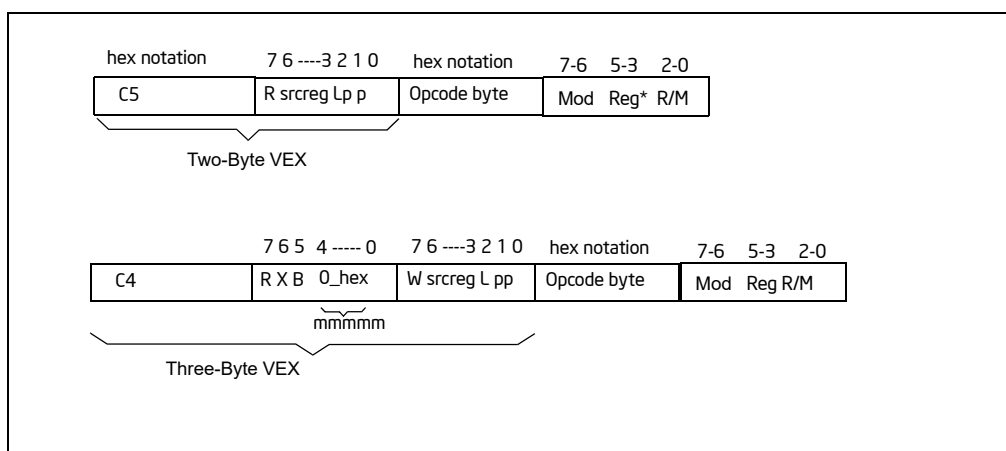 hex notation 7 6 ----3 2 1 0 hex notation 7-6 5-3 2-0
C5 R srcreg Lp p Opcode byte Mod Reg* R/M
Two-Byte VEX
7 6 5 4 ----- 0 7 6 ----3 2 1 0 hex notation 7-6 5-3 2-0
C4 R X B 0_hex W srcreg L pp Opcode byte Mod Reg R/M
mmmmm
Three-Byte VEX